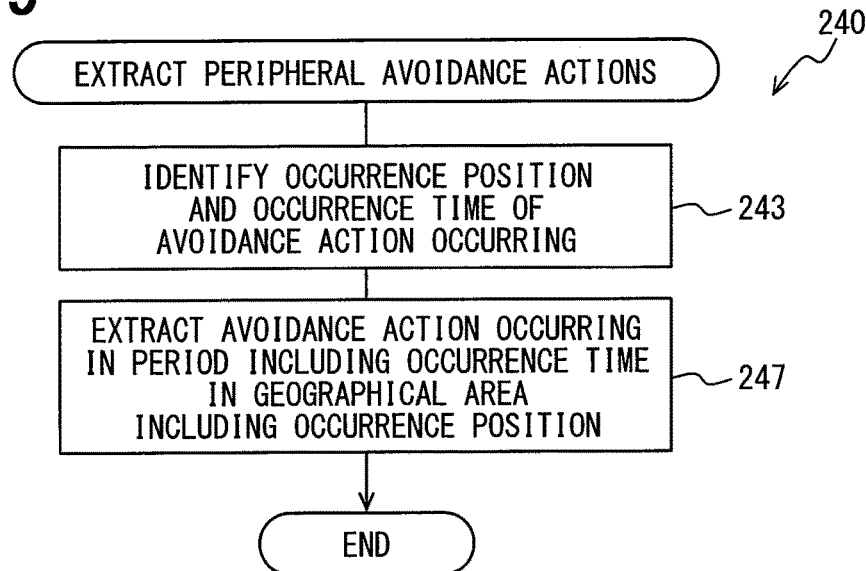 240
EXTRACT PERIPHERAL AVOIDANCE ACTIONS
IDENTIFY OCCURRENCE POSITION
AND OCCURRENCE TIME OF
AVOIDANCE ACTION OCCURRING
243
EXTRACT AVOIDANCE ACTION OCCURRING
IN PERIOD INCLUDING OCCURRENCE TIME
IN GEOGRAPHICAL AREA
INCLUDING OCCURRENCE POSITION
247
END